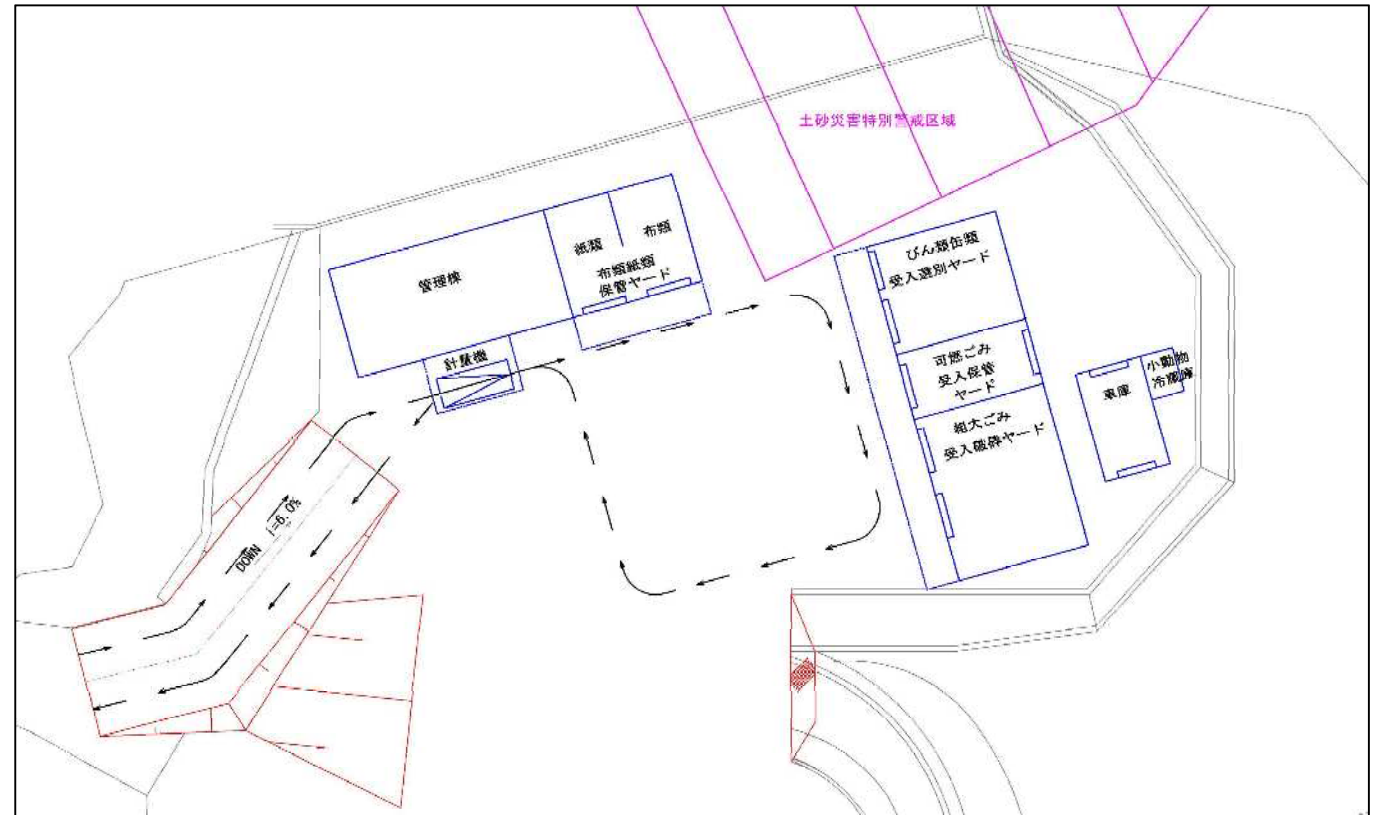 土砂災害特別警戒区域
管理棟
紙類
布類
布類紙類
保管ヤード
計量機
びん類缶類
受入選別ヤード
可燃ごみ
受入保管
ヤード
粗大ごみ
受入破砕ヤード
車庫
小動物
冷蔵庫
DOWN i=6.0%